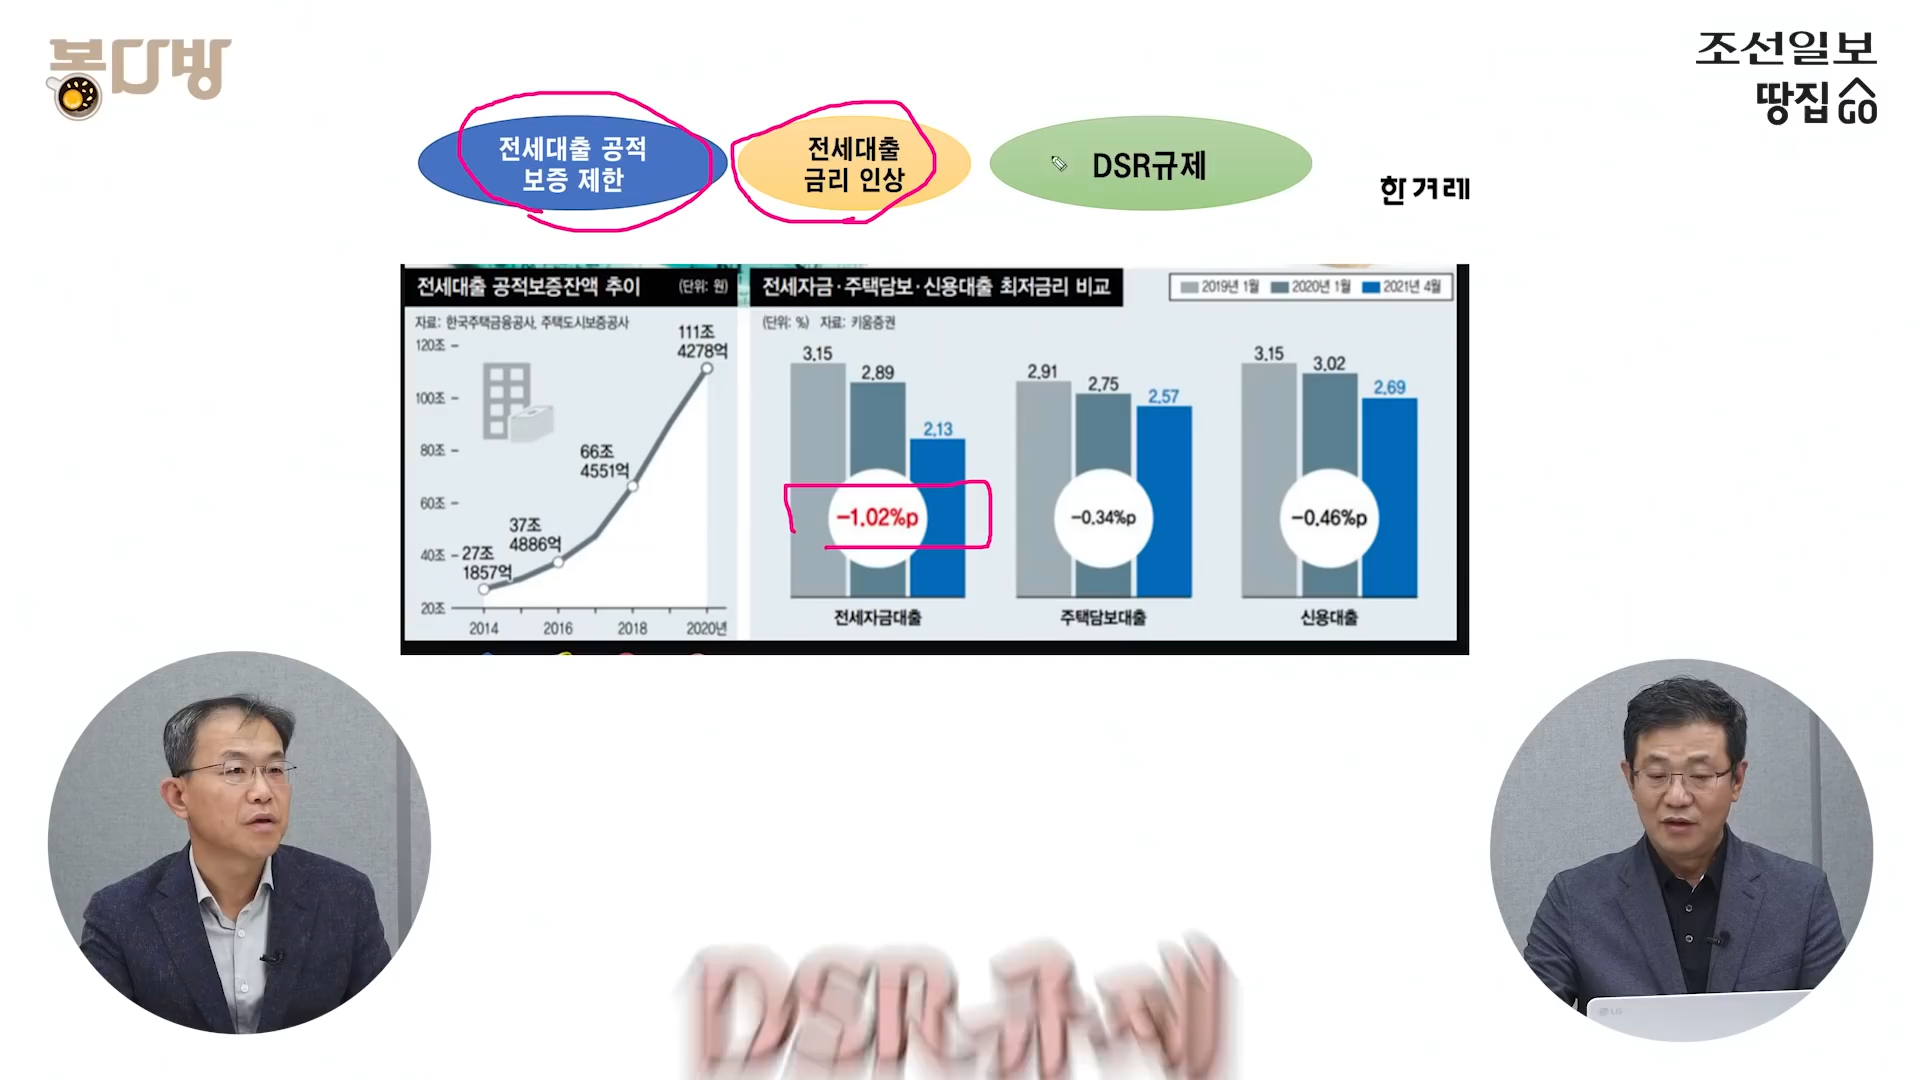 봉다방
조선일보
땅집GO
전세대출 공적
보증 제한
전세대출
금리 인상
DSR규제
한겨레
전세대출 공적보증잔액 추이 (단위: 원)
자료: 한국주택금융공사, 주택도시보증공사
120조
100조
80조
60조
40조
20조
27조
1857억
37조
4886억
66조
4551억
111조
4278억
2014 2016 2018 2020년
전세자금·주택담보·신용대출 최저금리 비교
2019년 1월 2020년 1월 2021년 4월
(단위: %) 자료: 키움증권
3.15 2.89 2.13
-1.02%p
전세자금대출
2.91 2.75 2.57
-0.34%p
주택담보대출
3.15 3.02 2.69
-0.46%p
신용대출
LG
DSR규제